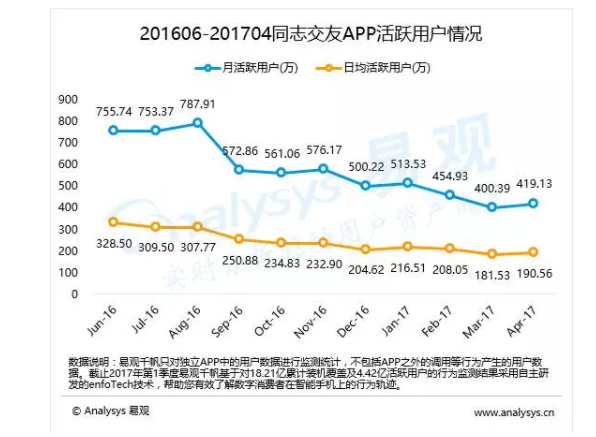 201606-201704同志交友APP活跃用户情况
月活跃用户(万) 日均活跃用户(万)
900
800
700
600
500
400
300
200
100
0
755.74 753.37 787.91 572.86 561.06 576.17 500.22 513.53 454.93 400.39 419.13
328.50 309.50 307.77 250.88 234.83 232.90 204.62 216.51 208.05 181.53 190.56
Jun-16 Jul-16 Aug-16 Sep-16 Oct-16 Nov-16 Dec-16 Jan-17 Feb-17 Mar-17 Apr-17
nalysys 易观
数据说明：易观千帆只对独立APP中的用户数据进行监测统计，不包括APP之外的调用等行为产生的用户数
据。截止2017年第1季度易观千帆基于对18.21亿累计装机覆盖及4.42亿活跃用户的行为监测结果采用自主研
发的enfoTech技术，帮助您有效了解数字消费者在智能手机上的行为轨迹。
© Analysys 易观 www.analysys.cn